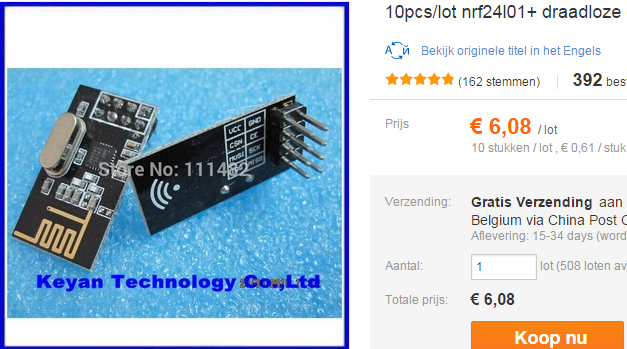 10pcs/lot nrf24l01+ draadloze
Bekijk originele titel in het Engels
(162 stemmen) 392 best
Prijs € 6,08 / lot
10 stukken / lot , € 0,61 / stuk
Verzending: Gratis Verzending aan
Belgium via China Post
Aflevering: 15-34 days (word
Aantal: 1 lot (508 loten av
Totale prijs: € 6,08
Koop nu
VCC GND
CSN CE
MOSI SCK
Store No: 111482
Keyan Technology Co.,Ltd